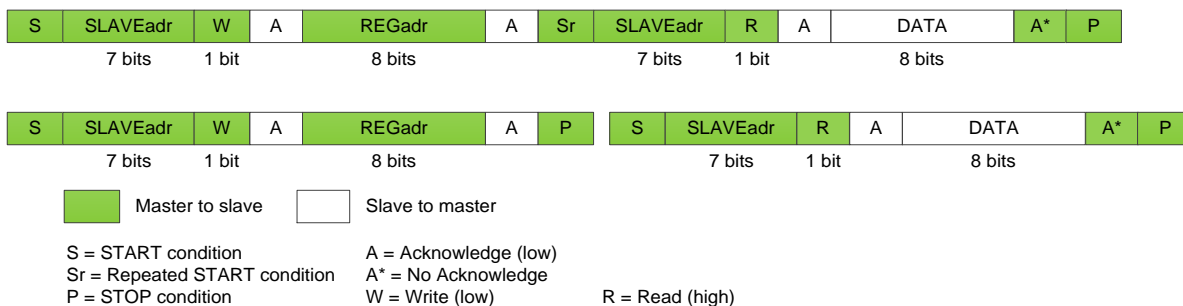 S SLAVEadr W A REGadr A Sr SLAVEadr R A DATA A* P
7 bits 1 bit 8 bits 7 bits 1 bit 8 bits
S SLAVEadr W A REGadr A P S SLAVEadr R A DATA A* P
7 bits 1 bit 8 bits 7 bits 1 bit 8 bits
Master to slave Slave to master
S = START condition A = Acknowledge (low)
Sr = Repeated START condition A* = No Acknowledge
P = STOP condition W = Write (low) R = Read (high)